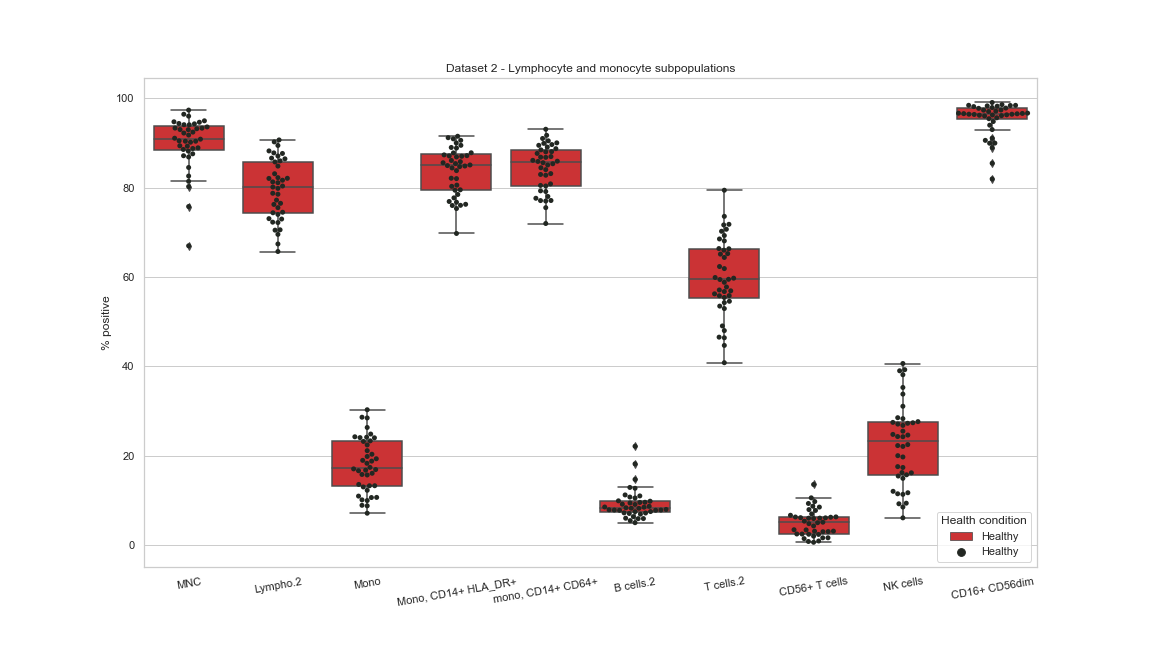 Dataset 2 - Lymphocyte and monocyte subpopulations
% positive
100
80
60
40
20
0
MNC
Lympho.2
Mono
Mono, CD14+ HLA_DR+
mono, CD14+ CD64+
B cells.2
T cells.2
CD56+ T cells
NK cells
CD16+ CD56dim
Health condition
Healthy
Healthy